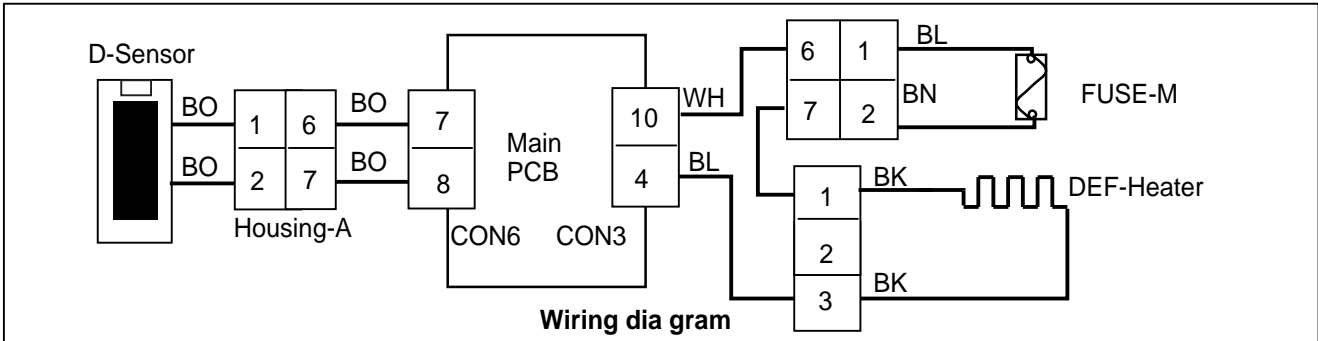 D-Sensor
BO
BO
1 6
2 7
Housing-A
BO
BO
7
8
Main
PCB
CON6 CON3
10
4
WH
BL
6 1
7 2
BL
BN
FUSE-M
1
2
3
BK
BK
DEF-Heater
Wiring dia gram